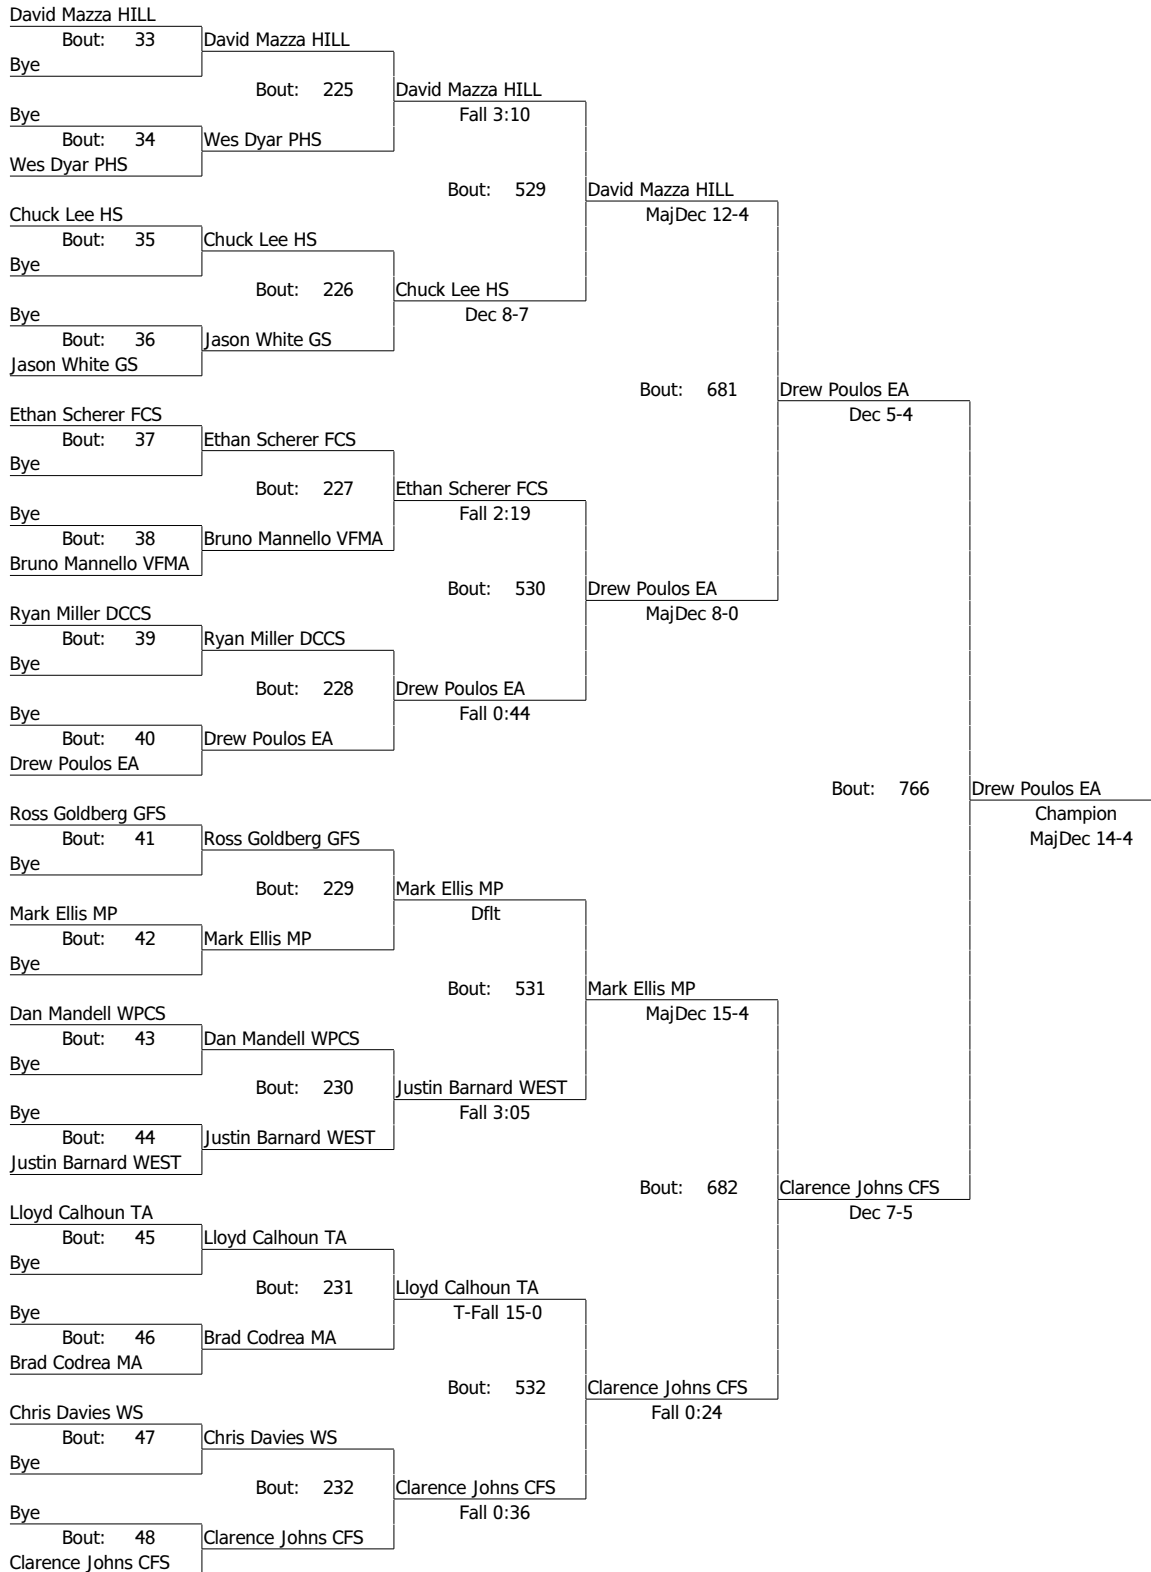 David Mazza HILL
Bout: 33 David Mazza HILL
Bye
Bout: 225 David Mazza HILL
Bye Fall 3:10
Bout: 34 Wes Dyar PHS
Wes Dyar PHS
Bout: 529 David Mazza HILL
Chuck Lee HS MajDec 12-4
Bout: 35 Chuck Lee HS
Bye
Bout: 226 Chuck Lee HS
Bye Dec 8-7
Bout: 36 Jason White GS
Jason White GS
Bout: 681 Drew Poulos EA
Ethan Scherer FCS Dec 5-4
Bout: 37 Ethan Scherer FCS
Bye
Bout: 227 Ethan Scherer FCS
Bye Fall 2:19
Bout: 38 Bruno Mannello VFMA
Bruno Mannello VFMA
Bout: 530 Drew Poulos EA
Ryan Miller DCCS MajDec 8-0
Bout: 39 Ryan Miller DCCS
Bye
Bout: 228 Drew Poulos EA
Bye Fall 0:44
Bout: 40 Drew Poulos EA
Drew Poulos EA
Bout: 766 Drew Poulos EA
Ross Goldberg GFS Champion
Bout: 41 Ross Goldberg GFS MajDec 14-4
Bye
Bout: 229 Mark Ellis MP
Mark Ellis MP Dflt
Bout: 42 Mark Ellis MP
Bye
Bout: 531 Mark Ellis MP
Dan Mandell WPCS MajDec 15-4
Bout: 43 Dan Mandell WPCS
Bye
Bout: 230 Justin Barnard WEST
Bye Fall 3:05
Bout: 44 Justin Barnard WEST
Justin Barnard WEST
Bout: 682 Clarence Johns CFS
Lloyd Calhoun TA Dec 7-5
Bout: 45 Lloyd Calhoun TA
Bye
Bout: 231 Lloyd Calhoun TA
Bye T-Fall 15-0
Bout: 46 Brad Codrea MA
Brad Codrea MA
Bout: 532 Clarence Johns CFS
Chris Davies WS Fall 0:24
Bout: 47 Chris Davies WS
Bye
Bout: 232 Clarence Johns CFS
Bye Fall 0:36
Bout: 48 Clarence Johns CFS
Clarence Johns CFS